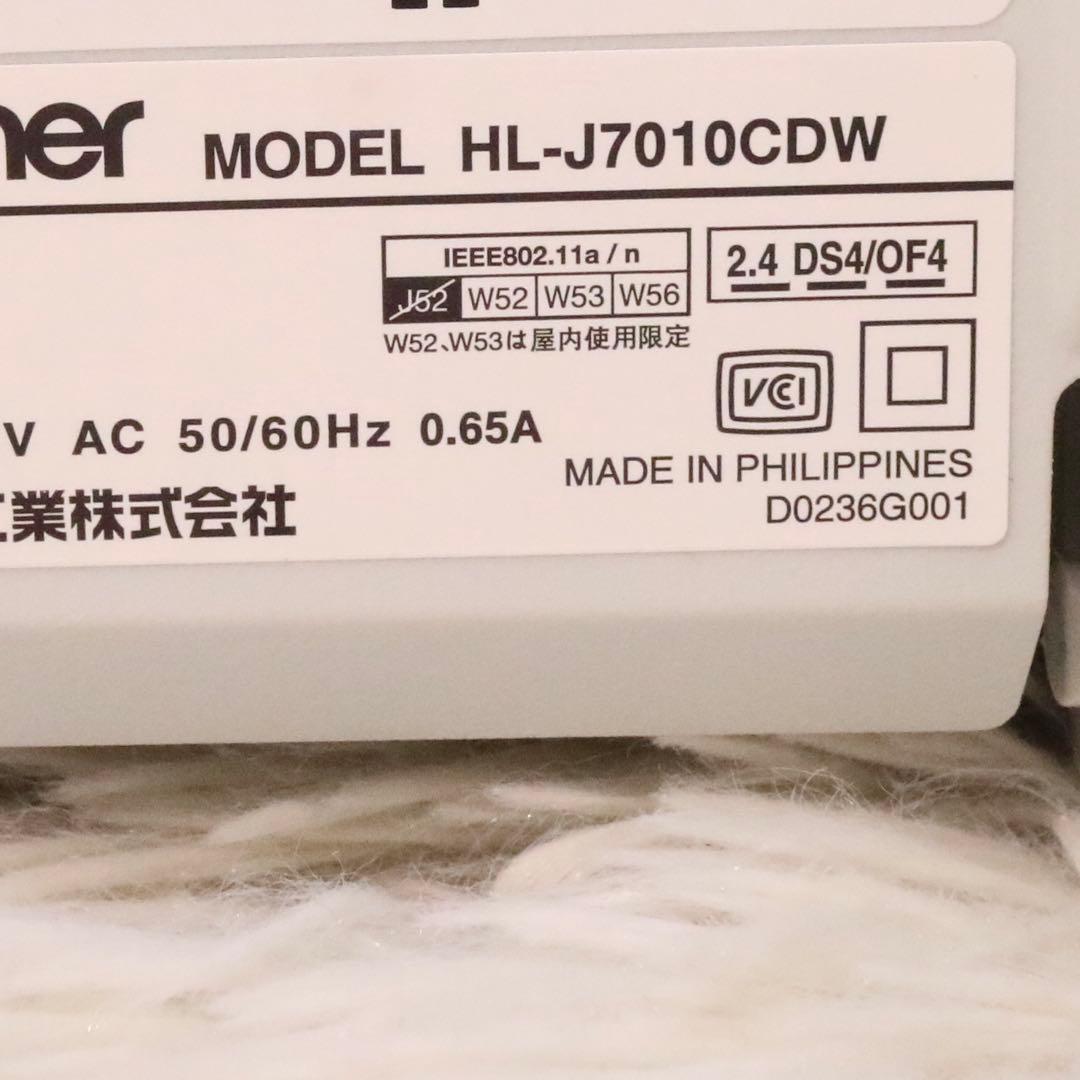 MODEL HL-J7010CDW
IEEE802.11a / n
2.4 DS4/OF4
J52 W52 W53 W56
W52、W53は屋内使用限定
VCCI
V AC 50/60Hz 0.65A
MADE IN PHILIPPINES
業株式会社
D0236G001